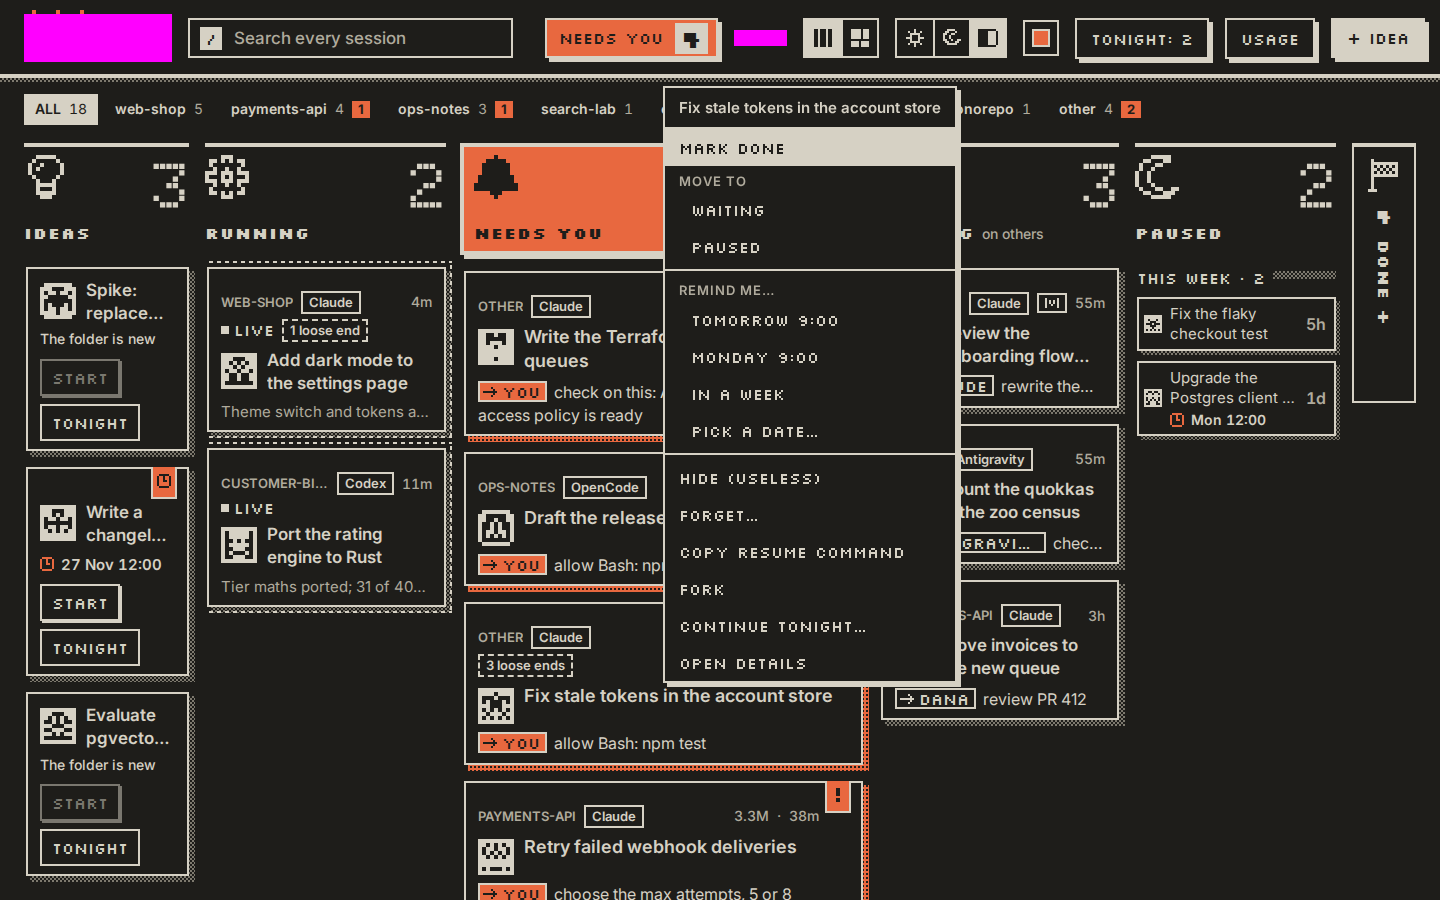 / Search every session
NEEDS YOU 4
TONIGHT: 2
USAGE
+ IDEA
ALL 18
web-shop 5
payments-api 4 1
ops-notes 3 1
search-lab 1
onorepo 1
other 4 2
3
IDEAS
Spike:
replace...
The folder is new
START
TONIGHT
Write a
changel...
27 Nov 12:00
START
TONIGHT
Evaluate
pgvecto...
The folder is new
START
TONIGHT
2
RUNNING
WEB-SHOP Claude 4m
LIVE 1 loose end
Add dark mode to
the settings page
Theme switch and tokens a...
CUSTOMER-BI... Codex 11m
LIVE
Port the rating
engine to Rust
Tier maths ported; 31 of 40...
NEEDS YOU
OTHER Claude
Write the Terrafo
queues
→ YOU check on this: A
access policy is ready
OPS-NOTES OpenCode
Draft the release
→ YOU allow Bash: np
OTHER Claude
3 loose ends
Fix stale tokens in the account store
→ YOU allow Bash: npm test
!
PAYMENTS-API Claude 3.3M · 38m
Retry failed webhook deliveries
→ YOU choose the max attempts, 5 or 8
Fix stale tokens in the account store
MARK DONE
MOVE TO
WAITING
PAUSED
REMIND ME...
TOMORROW 9:00
MONDAY 9:00
IN A WEEK
PICK A DATE...
HIDE (USELESS)
FORGET...
COPY RESUME COMMAND
FORK
CONTINUE TONIGHT...
OPEN DETAILS
3
G on others
Claude 55m
view the
boarding flow...
DE rewrite the...
Antigravity 55m
ount the quokkas
the zoo census
GRAVI... chec...
S-API Claude 3h
ove invoices to
e new queue
→ DANA review PR 412
2
PAUSED
THIS WEEK · 2
Fix the flaky
checkout test
5h
Upgrade the
Postgres client ...
1d
Mon 12:00
4 DONE +